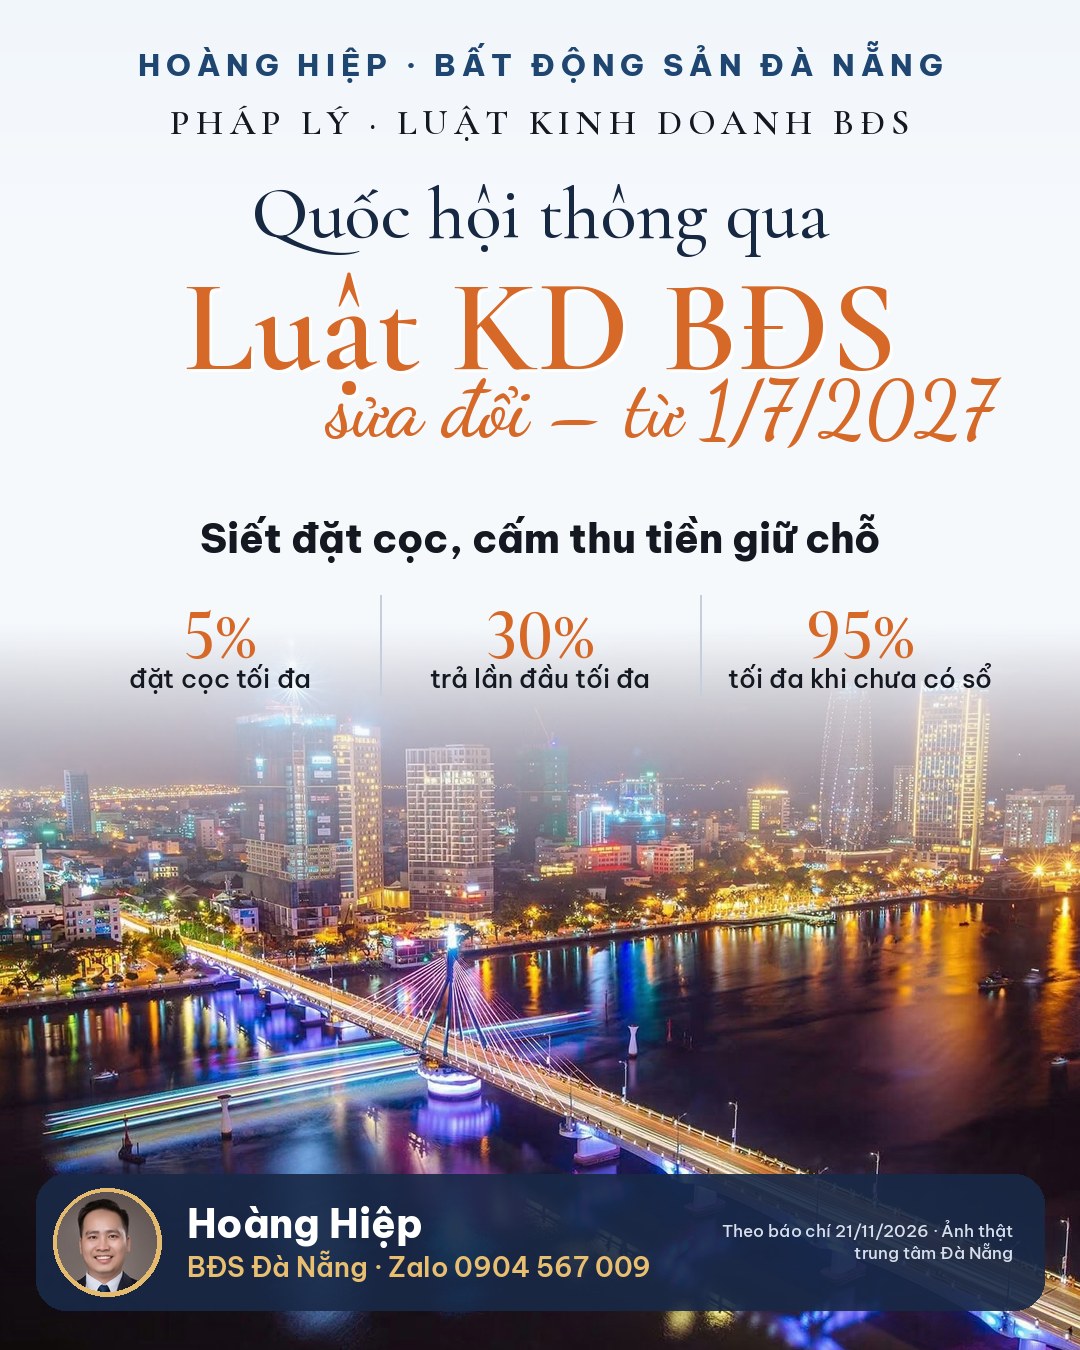 HOÀNG HIỆP · BẤT ĐỘNG SẢN ĐÀ NẴNG
PHÁP LÝ · LUẬT KINH DOANH BĐS
Quốc hội thông qua
Luật KD BĐS
sửa đổi – từ 1/7/2027
Siết đặt cọc, cấm thu tiền giữ chỗ
5%
đặt cọc tối đa
30%
trả lần đầu tối đa
95%
tối đa khi chưa có sổ
Hoàng Hiệp
BĐS Đà Nẵng · Zalo 0904 567 009
Theo báo chí 21/11/2026 · Ảnh thật
trung tâm Đà Nẵng